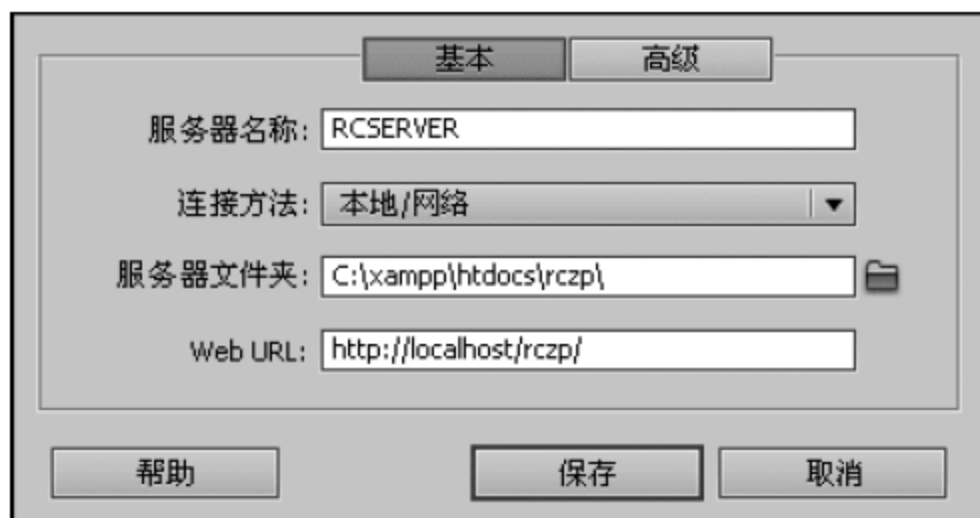 基本 高级
服务器名称: RCSERVER
连接方法: 本地/网络
服务器文件夹: C:\xampp\htdocs\rczp\
Web URL: http://localhost/rczp/
帮助 保存 取消